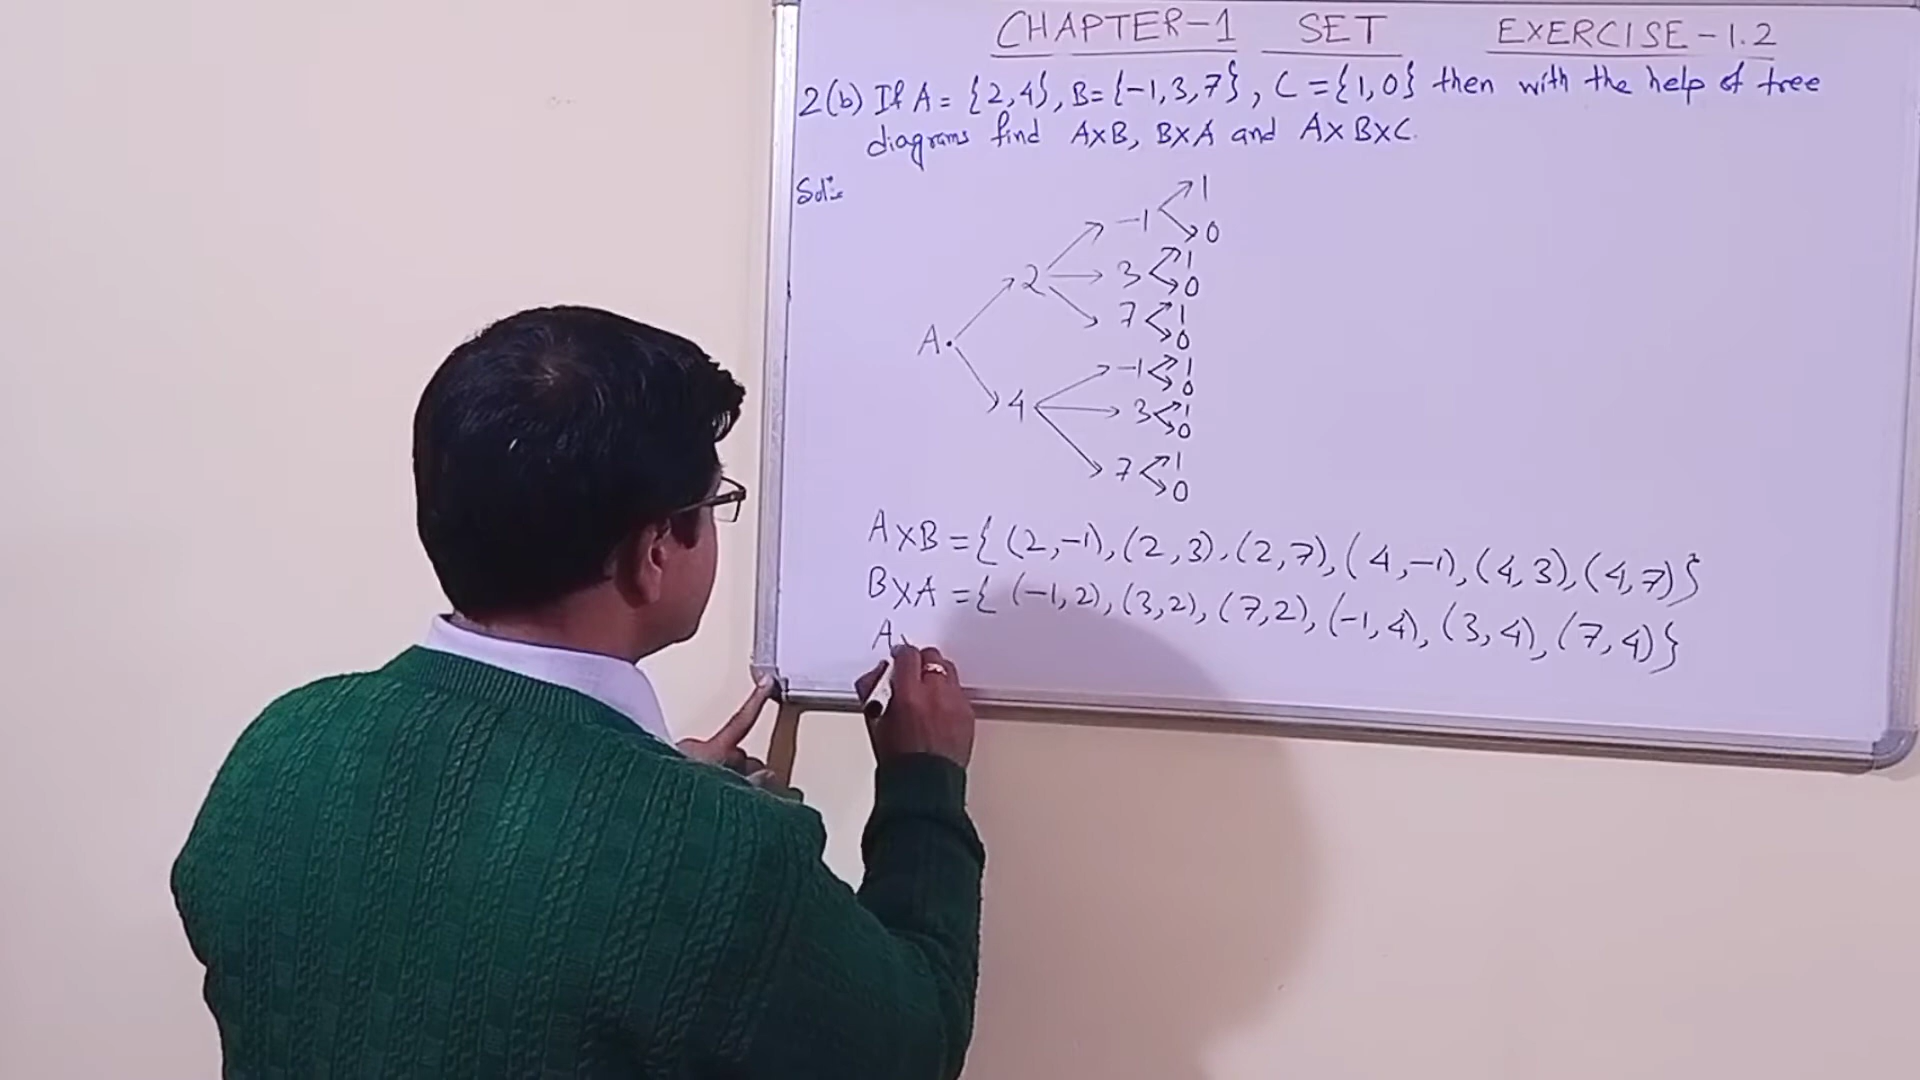 CHAPTER-1 SET EXERCISE-1.2
2(b) If A = {2,4}, B={-1,3,7}, C={1,0} then with the help of tree
diagrams find AxB, BxA and AxBxC.
Sol:-
1
-1
0
1
2 3
0
1
7
0
A.
1
-1
0
4 1
3
0
1
7
0
AxB = { (2,-1), (2,3), (2,7), (4,-1), (4,3), (4,7)}
BxA = { (-1,2), (3,2), (7,2), (-1,4), (3,4), (7,4)}
A